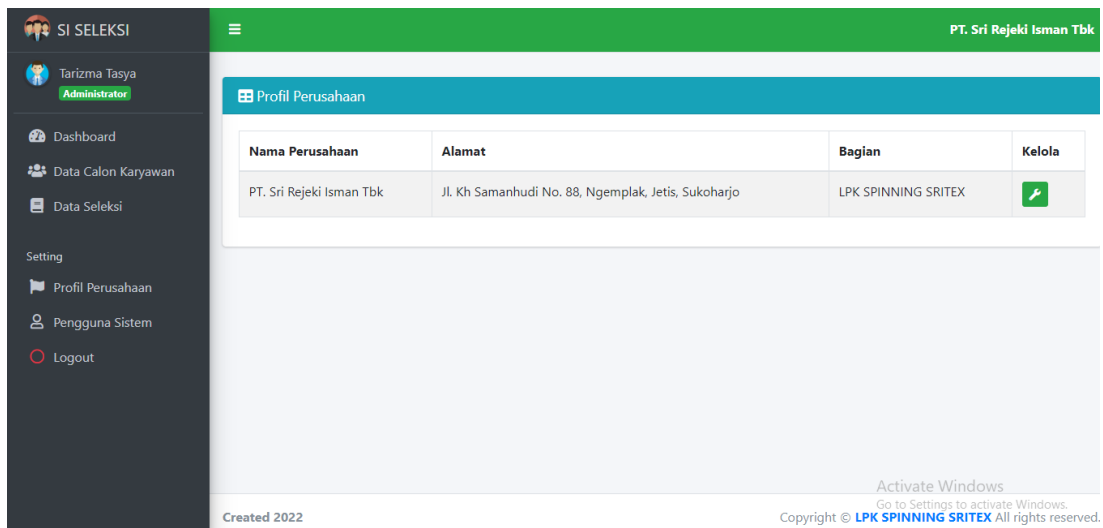 SI SELEKSI
PT. Sri Rejeki Isman Tbk
Tarizma Tasya
Administrator
Dashboard
Data Calon Karyawan
Data Seleksi
Setting
Profil Perusahaan
Pengguna Sistem
Logout
Profil Perusahaan
Nama Perusahaan Alamat Bagian Kelola
PT. Sri Rejeki Isman Tbk Jl. Kh Samanhudi No. 88, Ngemplak, Jetis, Sukoharjo LPK SPINNING SRITEX
Activate Windows
Go to Settings to activate Windows.
Created 2022 Copyright © LPK SPINNING SRITEX All rights reserved.